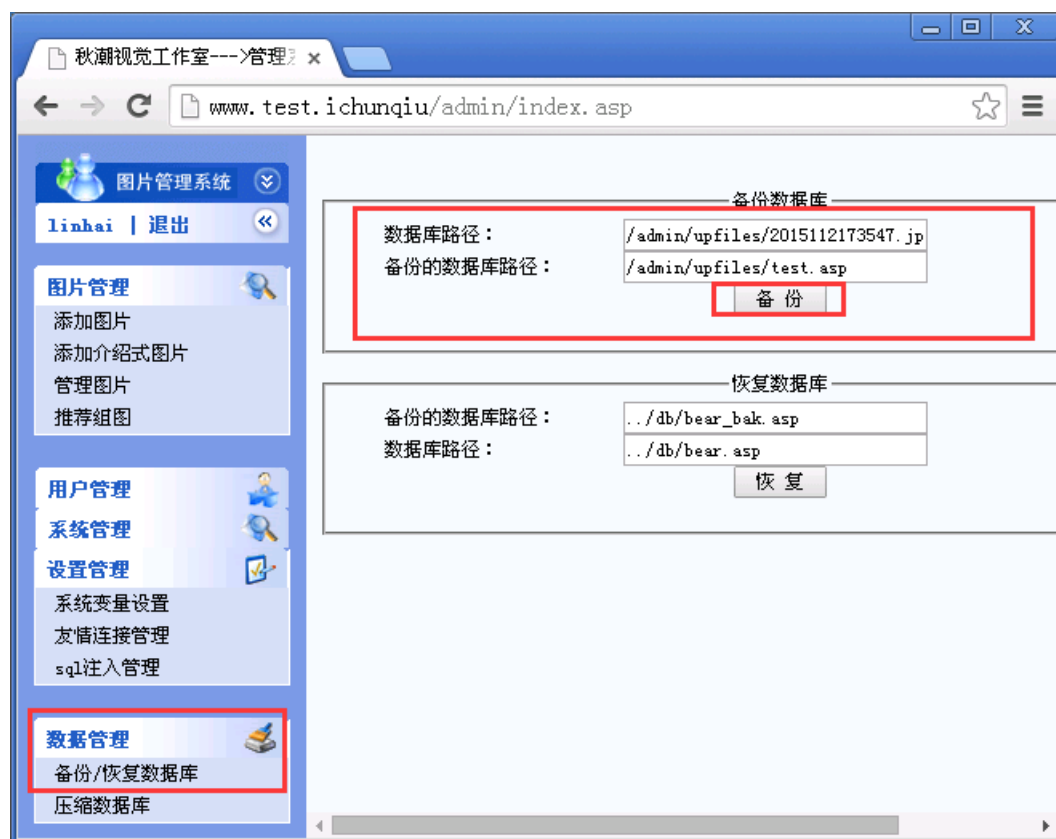 秋潮视觉工作室--->管理
www.test.ichunqiu/admin/index.asp
图片管理系统
linhai | 退出
图片管理
添加图片
添加介绍式图片
管理图片
推荐组图
用户管理
系统管理
设置管理
系统变量设置
友情连接管理
sql注入管理
数据管理
备份/恢复数据库
压缩数据库
备份数据库
数据库路径：
/admin/upfiles/2015112173547.jp
备份的数据库路径：
/admin/upfiles/test.asp
备 份
恢复数据库
备份的数据库路径：
../db/bear_bak.asp
数据库路径：
../db/bear.asp
恢 复